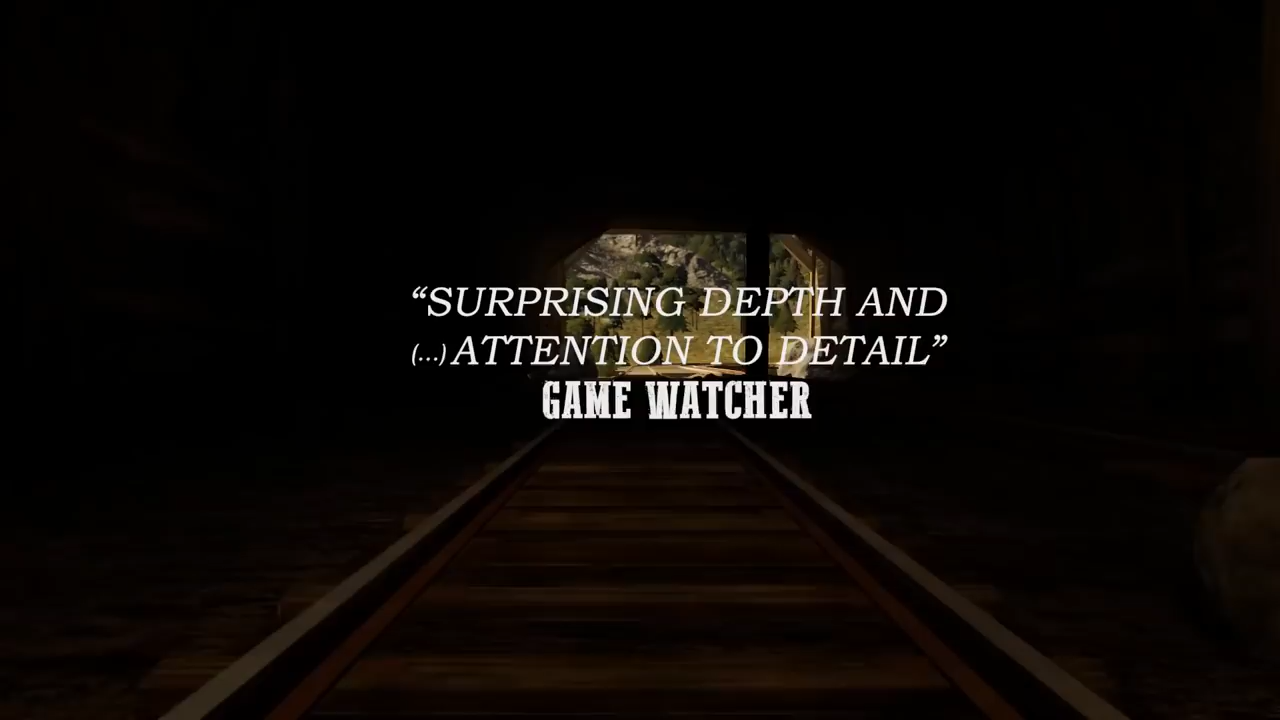 “SURPRISING DEPTH AND
(...) ATTENTION TO DETAIL”
GAME WATCHER